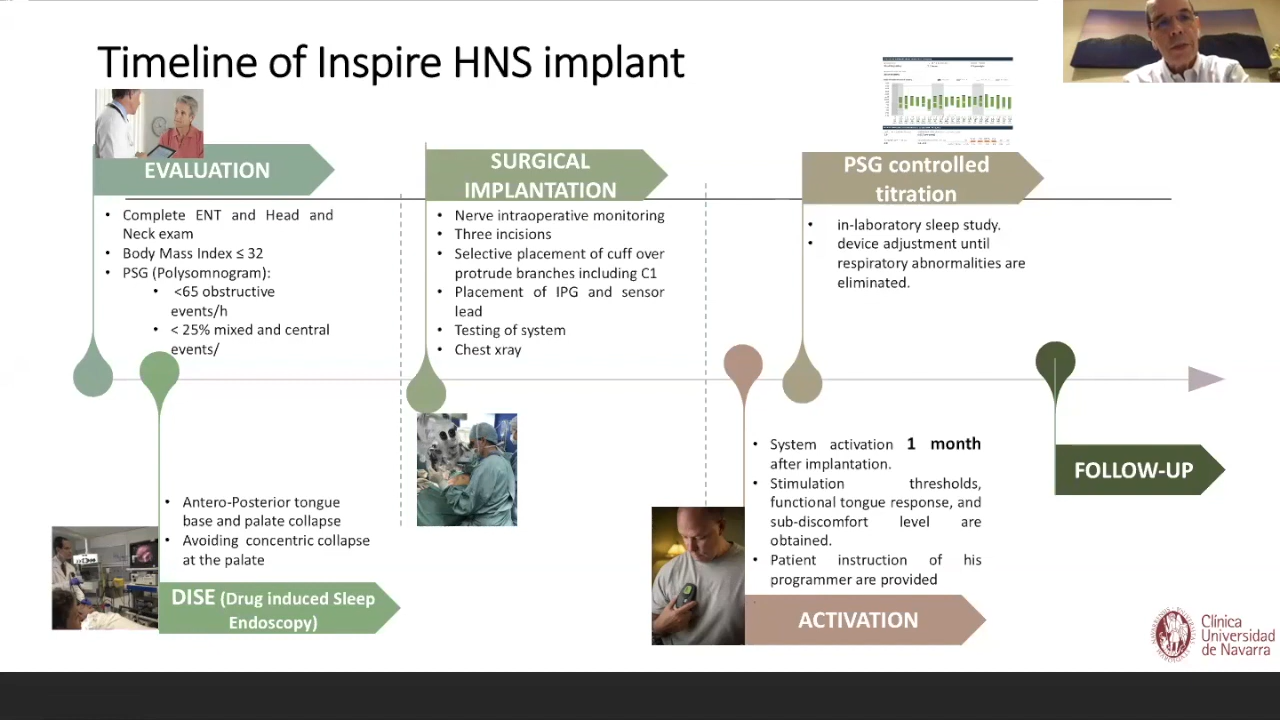 Timeline of Inspire HNS implant
EVALUATION
• Complete ENT and Head and
Neck exam
• Body Mass Index ≤ 32
• PSG (Polysomnogram):
• <65 obstructive
events/h
• < 25% mixed and central
events/
• Antero-Posterior tongue
base and palate collapse
• Avoiding concentric collapse
at the palate
DISE (Drug induced Sleep
Endoscopy)
SURGICAL
IMPLANTATION
• Nerve intraoperative monitoring
• Three incisions
• Selective placement of cuff over
protrude branches including C1
• Placement of IPG and sensor
lead
• Testing of system
• Chest xray
• System activation 1 month
after implantation.
• Stimulation thresholds,
functional tongue response, and
sub-discomfort level are
obtained.
• Patient instruction of his
programmer are provided
ACTIVATION
PSG controlled
titration
• in-laboratory sleep study.
• device adjustment until
respiratory abnormalities are
eliminated.
FOLLOW-UP
Clínica
Universidad
de Navarra